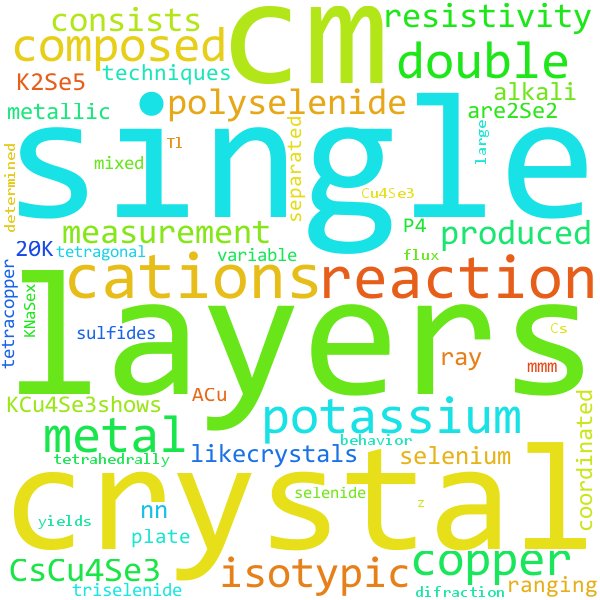 consists
cm
resistivity
composed
double
K2Se5
techniques
alkali
metallic
polyselenide
are2Se2
single
determined
mixed
Tl
separated
large
Cu4Se3
measurement
P4
produced
20K
tetragonal
variable
flux
tetracopper
KNaSex
cations
reaction
layers
sulfides
Cs
ray
mmm
KCu4Se3shows
ACu
potassium
coordinated
metal
behavior
tetrahedrally
likecrystals
selenium
crystal
selenide
z
yields
nn
plate
copper
CsCu4Se3
isotypic
triselenide
difraction
ranging